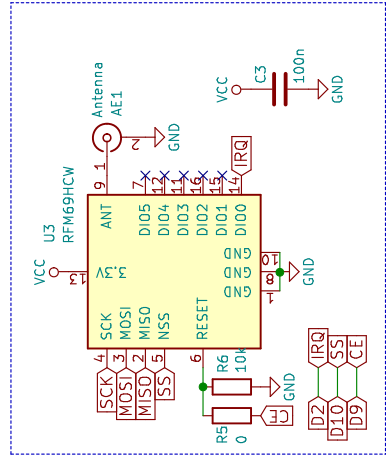 Antenna
AE1
1
2
GND
VCC
C3
100n
GND
U3
RFM69HCW
9
7
12
11
16
15
14
IRQ
ANT
DIO5
DIO4
DIO3
DIO2
DIO1
DIO0
VCC
13
3.3V
GND
10
GND
8
GND
1
GND
SCK
MOSI
MISO
NSS
RESET
4
3
2
5
6
SCK
MOSI
MISO
SS
R6
10k
GND
R5
0
CE
IRQ
SS
CE
D2
D10
D9